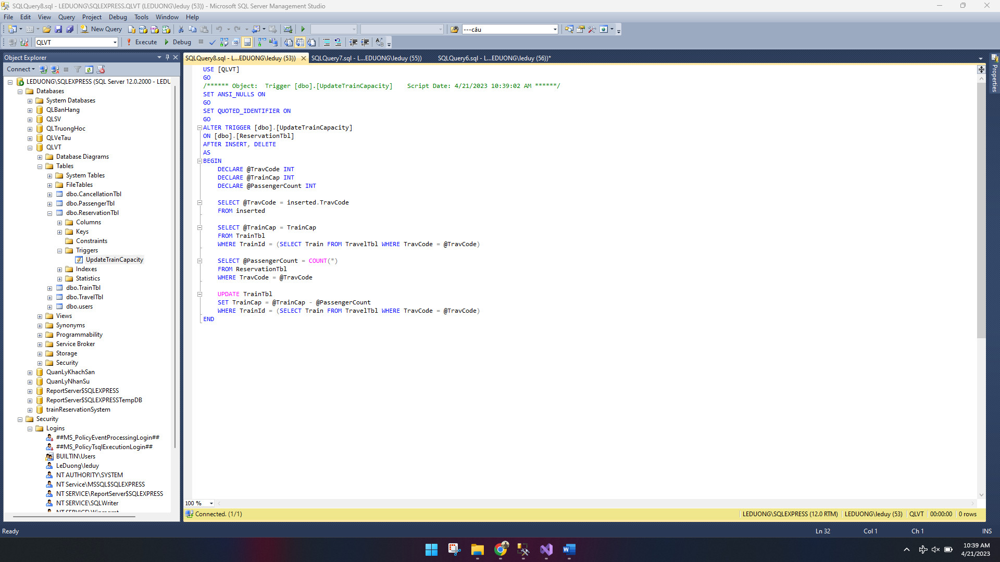 SQLQuery8.sql - LEDUONG\SQLEXPRESS.QLVT (LEDUONG\leduy (53)) - Microsoft SQL Server Management Studio
File Edit View Query Project Debug Tools Window Help
New Query
---câu
QLVT
Execute
Debug
Object Explorer
Connect
LEDUONG\SQLEXPRESS (SQL Server 12.0.2000 - LEDU
Databases
System Databases
QLBanHang
QLSV
QLTruongHoc
QLVeTau
QLVT
Database Diagrams
Tables
System Tables
FileTables
dbo.CancellationTbl
dbo.PassengerTbl
dbo.ReservationTbl
Columns
Keys
Constraints
Triggers
UpdateTrainCapacity
Indexes
Statistics
dbo.TrainTbl
dbo.TravelTbl
dbo.users
Views
Synonyms
Programmability
Service Broker
Storage
Security
QuanLyKhachSan
QuanLyNhanSu
ReportServer$SQLEXPRESS
ReportServer$SQLEXPRESSTempDB
trainReservationSystem
Security
Logins
##MS_PolicyEventProcessingLogin##
##MS_PolicyTsqlExecutionLogin##
BUILTIN\Users
LeDuong\leduy
NT AUTHORITY\SYSTEM
NT Service\MSSQL$SQLEXPRESS
NT SERVICE\ReportServer$SQLEXPRESS
NT SERVICE\SQLWriter
NT SERVICE\Winmgmt
SQLQuery8.sql - L...EDUONG\leduy (53))
SQLQuery7.sql - L...EDUONG\leduy (55))
SQLQuery6.sql - L...EDUONG\leduy (56))*
USE [QLVT]
GO
/****** Object:  Trigger [dbo].[UpdateTrainCapacity]    Script Date: 4/21/2023 10:39:02 AM ******/
SET ANSI_NULLS ON
GO
SET QUOTED_IDENTIFIER ON
GO
ALTER TRIGGER [dbo].[UpdateTrainCapacity]
ON [dbo].[ReservationTbl]
AFTER INSERT, DELETE
AS
BEGIN
DECLARE @TravCode INT
DECLARE @TrainCap INT
DECLARE @PassengerCount INT
SELECT @TravCode = inserted.TravCode
FROM inserted
SELECT @TrainCap = TrainCap
FROM TrainTbl
WHERE TrainId = (SELECT Train FROM TravelTbl WHERE TravCode = @TravCode)
SELECT @PassengerCount = COUNT(*)
FROM ReservationTbl
WHERE TravCode = @TravCode
UPDATE TrainTbl
SET TrainCap = @TrainCap - @PassengerCount
WHERE TrainId = (SELECT Train FROM TravelTbl WHERE TravCode = @TravCode)
END
Properties
100 %
Connected. (1/1)
LEDUONG\SQLEXPRESS (12.0 RTM)
LEDUONG\leduy (53)
QLVT
00:00:00
0 rows
Ready
Ln 32
Col 1
Ch 1
INS
10:39 AM
4/21/2023